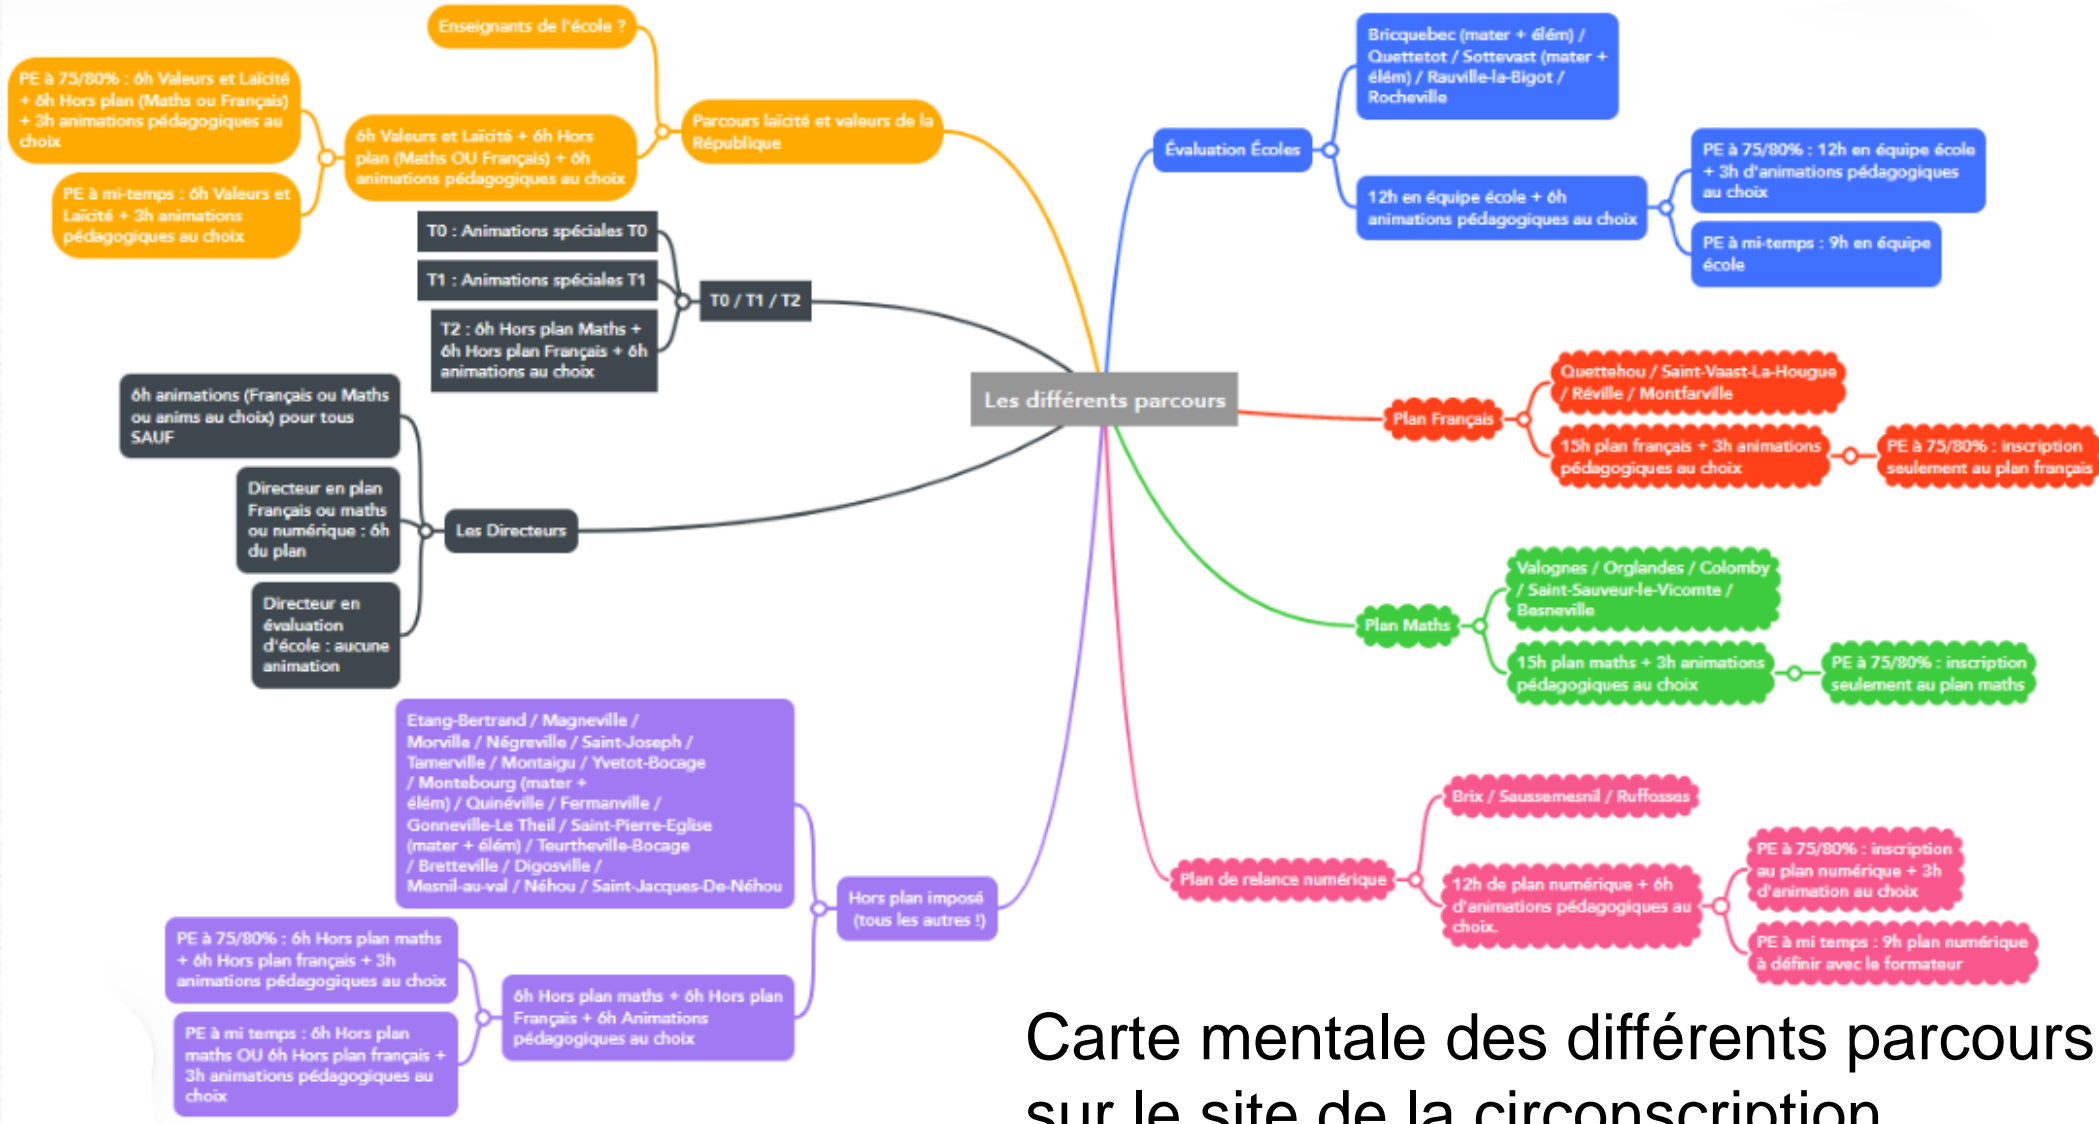 Enseignants de l'école ?
PE à 75/80% : 6h Valeurs et Laïcité
+ 6h Hors plan (Maths ou Français)
+ 3h animations pédagogiques au
choix
6h Valeurs et Laïcité + 6h Hors
plan (Maths OU Français) + 6h
animations pédagogiques au choix
Parcours laïcité et valeurs de la
République
PE à mi-temps : 6h Valeurs et
Laïcité + 3h animations
pédagogiques au choix
T0 : Animations spéciales T0
T1 : Animations spéciales T1
T0 / T1 / T2
T2 : 6h Hors plan Maths +
6h Hors plan Français + 6h
animations au choix
6h animations (Français ou Maths
ou anims au choix) pour tous
SAUF
Directeur en plan
Français ou maths
ou numérique : 6h
du plan
Les Directeurs
Directeur en
évaluation
d'école : aucune
animation
Etang-Bertrand / Magneville /
Morville / Négreville / Saint-Joseph /
Tamerville / Montaigu / Yvetot-Bocage
/ Montebourg (mater +
élém) / Quinéville / Fermanville /
Gonneville-Le Theil / Saint-Pierre-Eglise
(mater + élém) / Teurtheville-Bocage
/ Bretteville / Digosville /
Mesnil-au-val / Néhou / Saint-Jacques-De-Néhou
Hors plan imposé
(tous les autres !)
PE à 75/80% : 6h Hors plan maths
+ 6h Hors plan français + 3h
animations pédagogiques au choix
6h Hors plan maths + 6h Hors plan
Français + 6h Animations
pédagogiques au choix
PE à mi temps : 6h Hors plan
maths OU 6h Hors plan français +
3h animations pédagogiques au
choix
Les différents parcours
Bricquebec (mater + élém) /
Quettetot / Sottevast (mater +
élém) / Rauville-la-Bigot /
Rocheville
Évaluation Écoles
12h en équipe école + 6h
animations pédagogiques au choix
PE à 75/80% : 12h en équipe école
+ 3h d'animations pédagogiques
au choix
PE à mi-temps : 9h en équipe
école
Quettehou / Saint-Vaast-La-Hougue
/ Réville / Montfarville
Plan Français
15h plan français + 3h animations
pédagogiques au choix
PE à 75/80% : inscription
seulement au plan français
Valognes / Orglandes / Colomby
/ Saint-Sauveur-le-Vicomte /
Besneville
Plan Maths
15h plan maths + 3h animations
pédagogiques au choix
PE à 75/80% : inscription
seulement au plan maths
Brix / Saussemesnil / Ruffosses
Plan de relance numérique
12h de plan numérique + 6h
d'animations pédagogiques au
choix.
PE à 75/80% : inscription
au plan numérique + 3h
d'animation au choix
PE à mi temps : 9h plan numérique
à définir avec le formateur
Carte mentale des différents parcours
sur le site de la circonscription